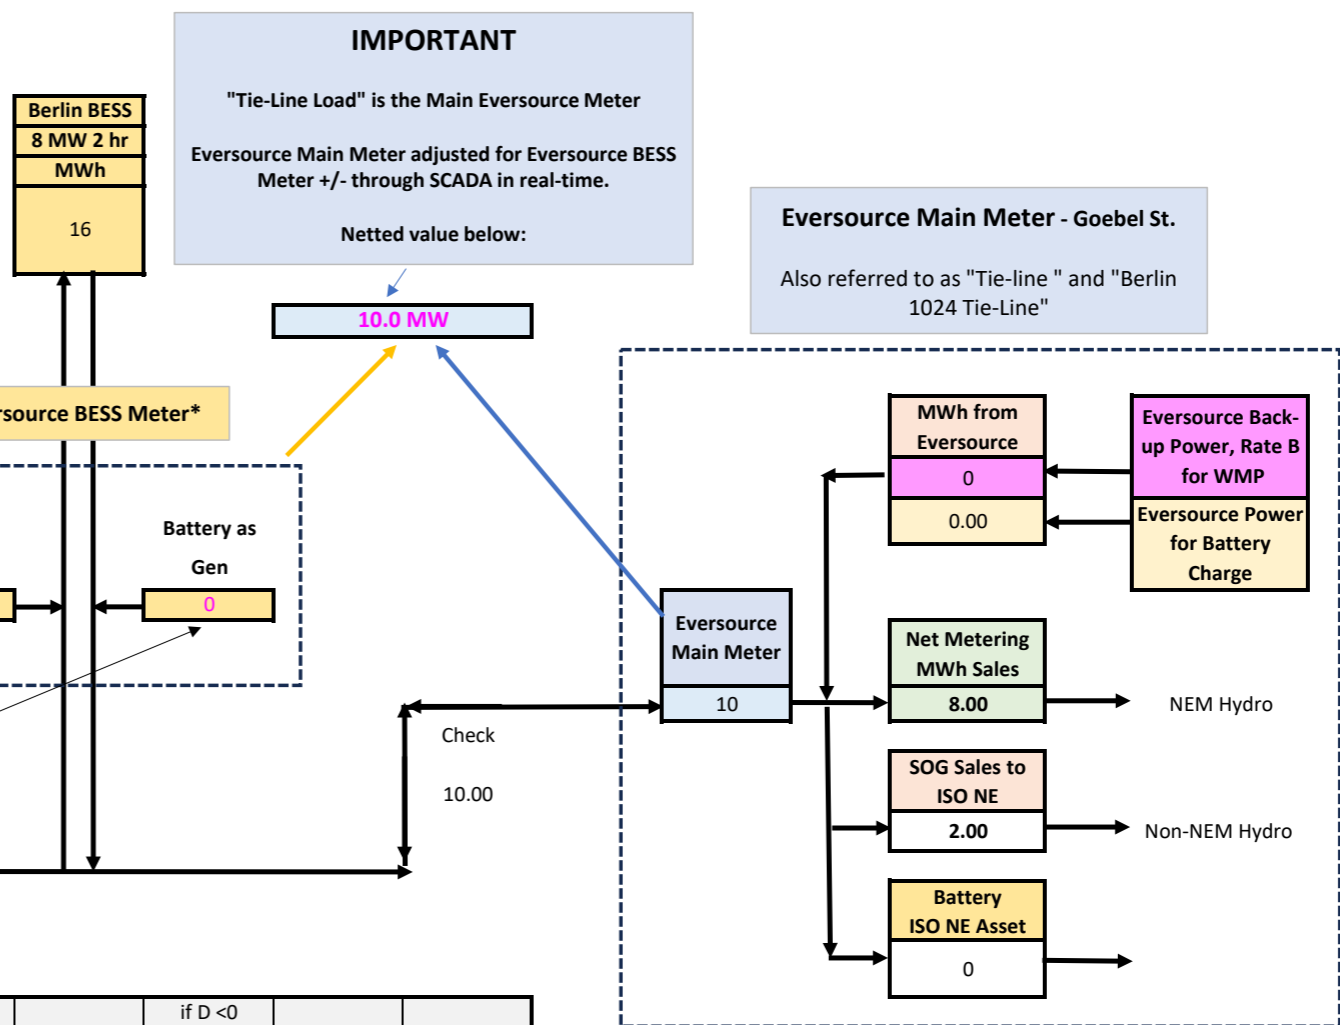 IMPORTANT
"Tie-Line Load" is the Main Eversource Meter
Eversource Main Meter adjusted for Eversource BESS
Meter +/- through SCADA in real-time.
Netted value below:
Berlin BESS
8 MW 2 hr
MWh
16
10.0 MW
Eversource Main Meter - Goebel St.
Also referred to as "Tie-line " and "Berlin
1024 Tie-Line"
rsource BESS Meter*
Battery as
Gen
0
MWh from
Eversource
0
0.00
Eversource Back-
up Power, Rate B
for WMP
Eversource Power
for Battery
Charge
Eversource
Main Meter
10
Check
10.00
Net Metering
MWh Sales
8.00
NEM Hydro
SOG Sales to
ISO NE
2.00
Non-NEM Hydro
Battery
ISO NE Asset
0
if D <0